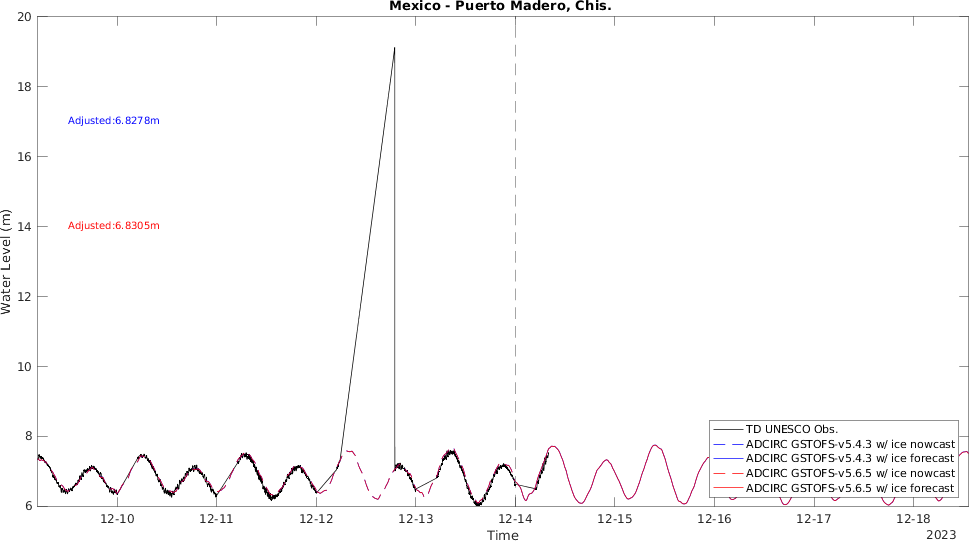 Mexico - Puerto Madero, Chis.
20
18
16
14
12
10
8
6
Water Level (m)
Adjusted:6.8278m
Adjusted:6.8305m
TD UNESCO Obs.
ADCIRC GSTOFS-v5.4.3 w/ ice nowcast
ADCIRC GSTOFS-v5.4.3 w/ ice forecast
ADCIRC GSTOFS-v5.6.5 w/ ice nowcast
ADCIRC GSTOFS-v5.6.5 w/ ice forecast
12-10 12-11 12-12 12-13 12-14 12-15 12-16 12-17 12-18
Time
2023